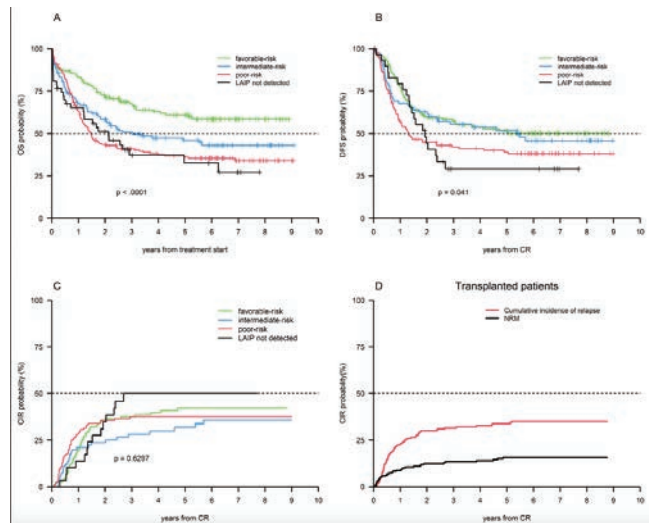 A
OS probability (%)
100
75
50
25
0
favorable-risk
intermediate-risk
poor-risk
LAIP not detected
p < .0001
0 1 2 3 4 5 6 7 8 9 10
years from treatment start
B
DFS probability (%)
100
75
50
25
0
favorable-risk
intermediate-risk
poor-risk
LAIP not detected
p = 0.041
0 1 2 3 4 5 6 7 8 9 10
years from CR
C
CIR probability (%)
100
75
50
25
0
favorable-risk
intermediate-risk
poor-risk
LAIP not detected
p = 0.6297
0 1 2 3 4 5 6 7 8 9 10
years from CR
D
Transplanted patients
CIR probability(%)
100
75
50
25
0
Cumulative incidence of relapse
NRM
0 1 2 3 4 5 6 7 8 9 10
years from CR